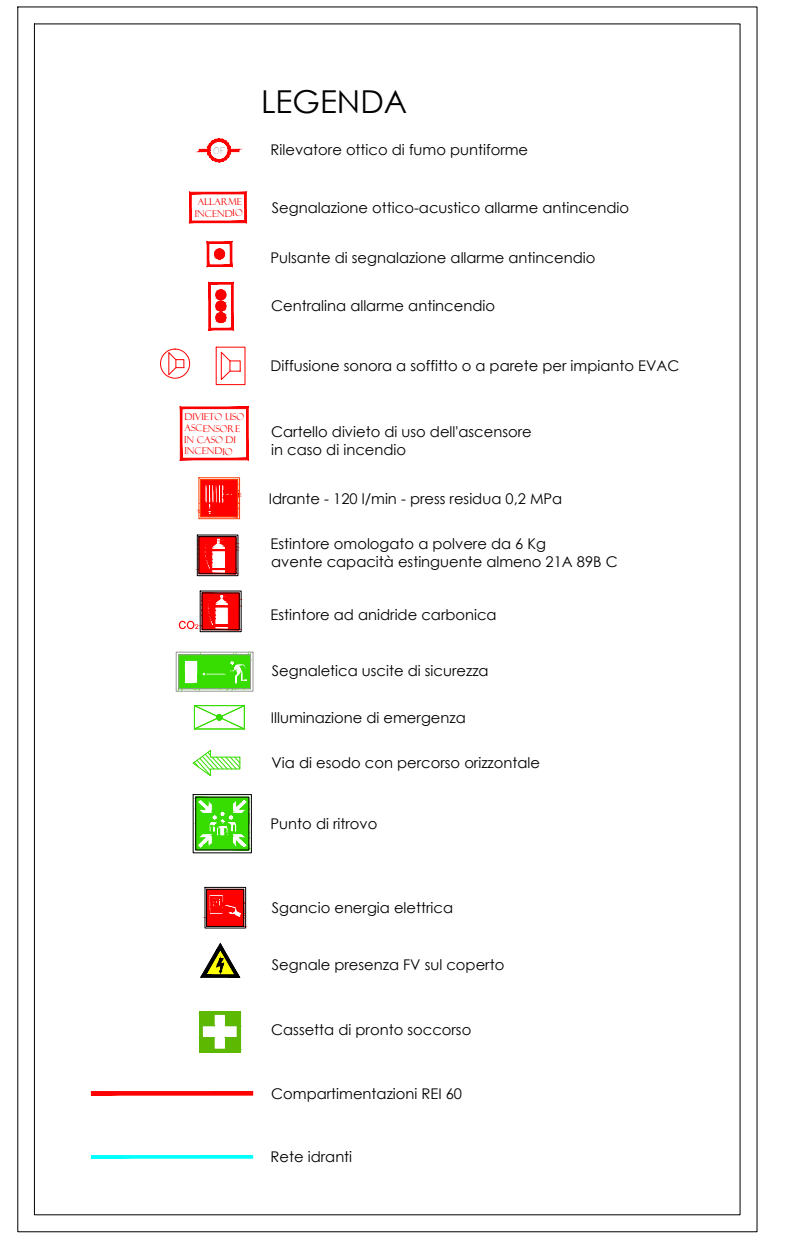 LEGENDA
Rilevatore ottico di fumo puntiforme
ALLARME
INCENDIO
Segnalazione ottico-acustico allarme antincendio
Pulsante di segnalazione allarme antincendio
Centralina allarme antincendio
Diffusione sonora a soffitto o a parete per impianto EVAC
DIVIETO USO
ASCENSORE
IN CASO DI
INCENDIO
Cartello divieto di uso dell'ascensore
in caso di incendio
Idrante - 120 l/min - press residua 0,2 MPa
Estintore omologato a polvere da 6 Kg
avente capacità estinguente almeno 21A 89B C
CO2
Estintore ad anidride carbonica
Segnaletica uscite di sicurezza
Illuminazione di emergenza
Via di esodo con percorso orizzontale
Punto di ritrovo
Sgancio energia elettrica
Segnale presenza FV sul coperto
Cassetta di pronto soccorso
Compartimentazioni REI 60
Rete idranti